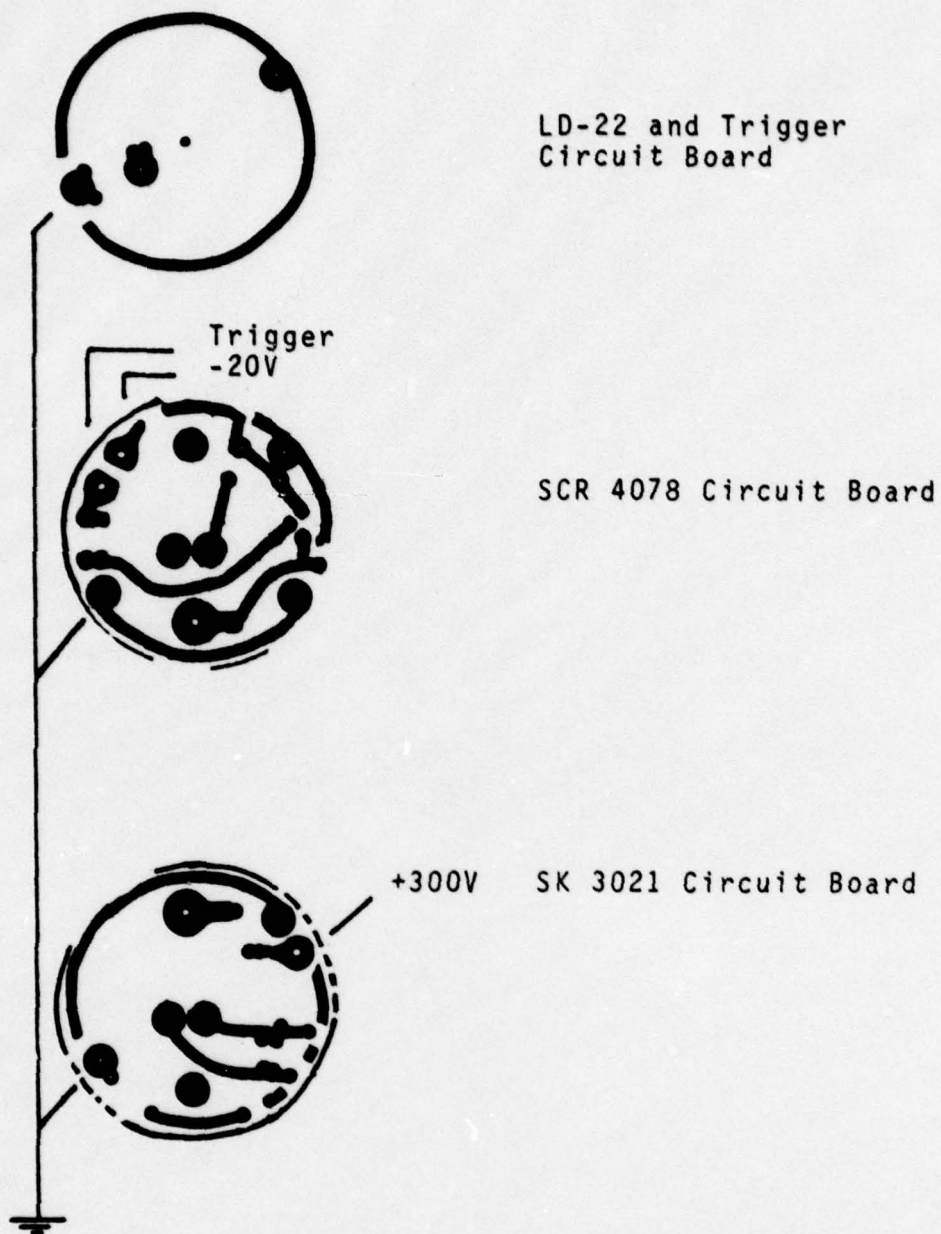 LD-22 and Trigger
Circuit Board
Trigger
-20V
SCR 4078 Circuit Board
+300V SK 3021 Circuit Board